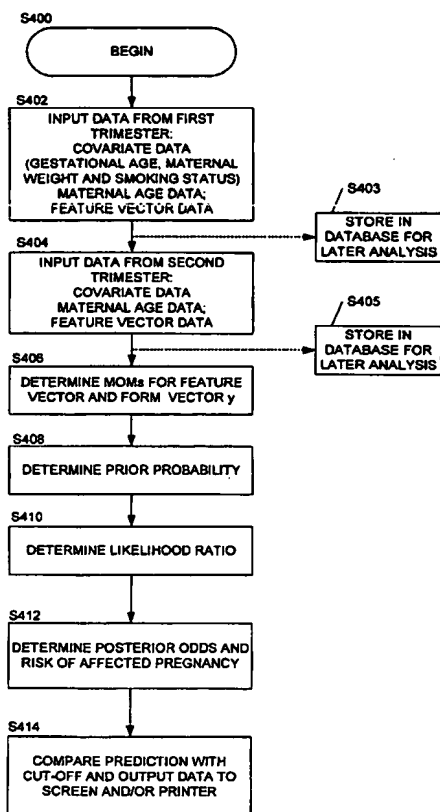 S400
BEGIN
S402
INPUT DATA FROM FIRST
TRIMESTER:
COVARIATE DATA
(GESTATIONAL AGE, MATERNAL
WEIGHT AND SMOKING STATUS)
MATERNAL AGE DATA;
FEATURE VECTOR DATA
S403
STORE IN
DATABASE FOR
LATER ANALYSIS
S404
INPUT DATA FROM SECOND
TRIMESTER:
COVARIATE DATA
MATERNAL AGE DATA;
FEATURE VECTOR DATA
S405
STORE IN
DATABASE FOR
LATER ANALYSIS
S406
DETERMINE MOMs FOR FEATURE
VECTOR AND FORM VECTOR y
S408
DETERMINE PRIOR PROBABILITY
S410
DETERMINE LIKELIHOOD RATIO
S412
DETERMINE POSTERIOR ODDS AND
RISK OF AFFECTED PREGNANCY
S414
COMPARE PREDICTION WITH
CUT-OFF AND OUTPUT DATA TO
SCREEN AND/OR PRINTER